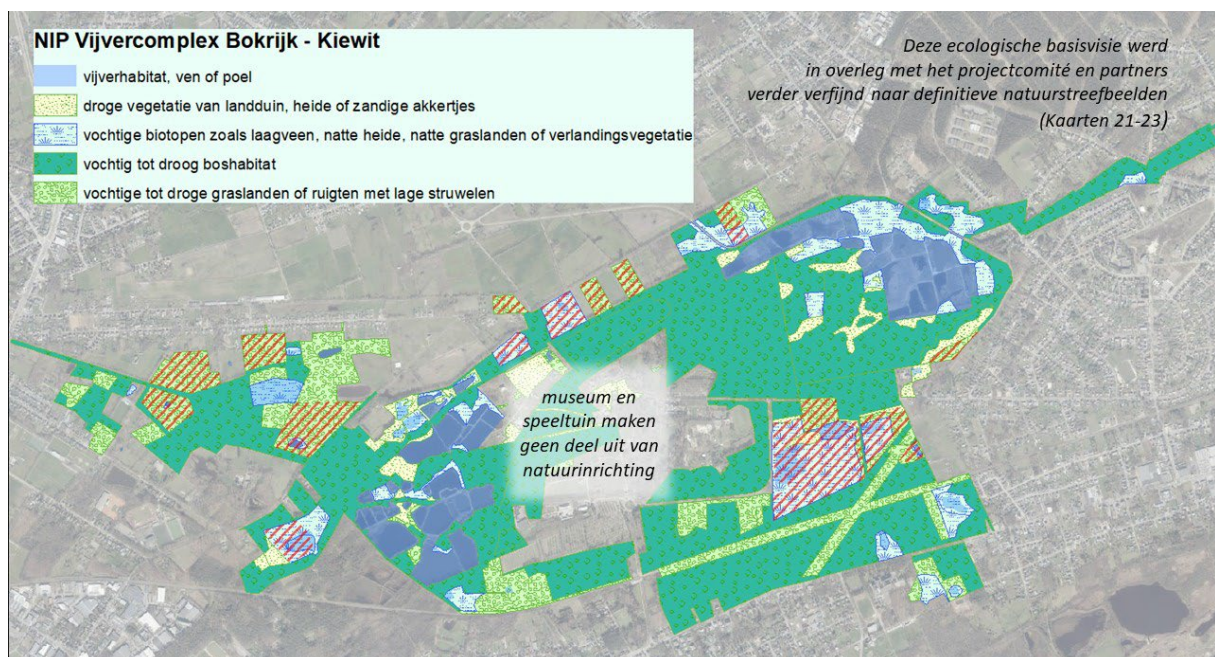 NIP Vijvercomplex Bokrijk - Kiewit
vijverhabitat, ven of poel
droge vegetatie van landduin, heide of zandige akkertjes
vochtige biotopen zoals laagveen, natte heide, natte graslanden of verlandingsvegetatie
vochtig tot droog boshabitat
vochtige tot droge graslanden of ruigten met lage struwelen
Deze ecologische basisvisie werd
in overleg met het projectcomité en partners
verder verfijnd naar definitieve natuurstreefbeelden
(Kaarten 21-23)
museum en
speeltuin maken
geen deel uit van
natuurinrichting